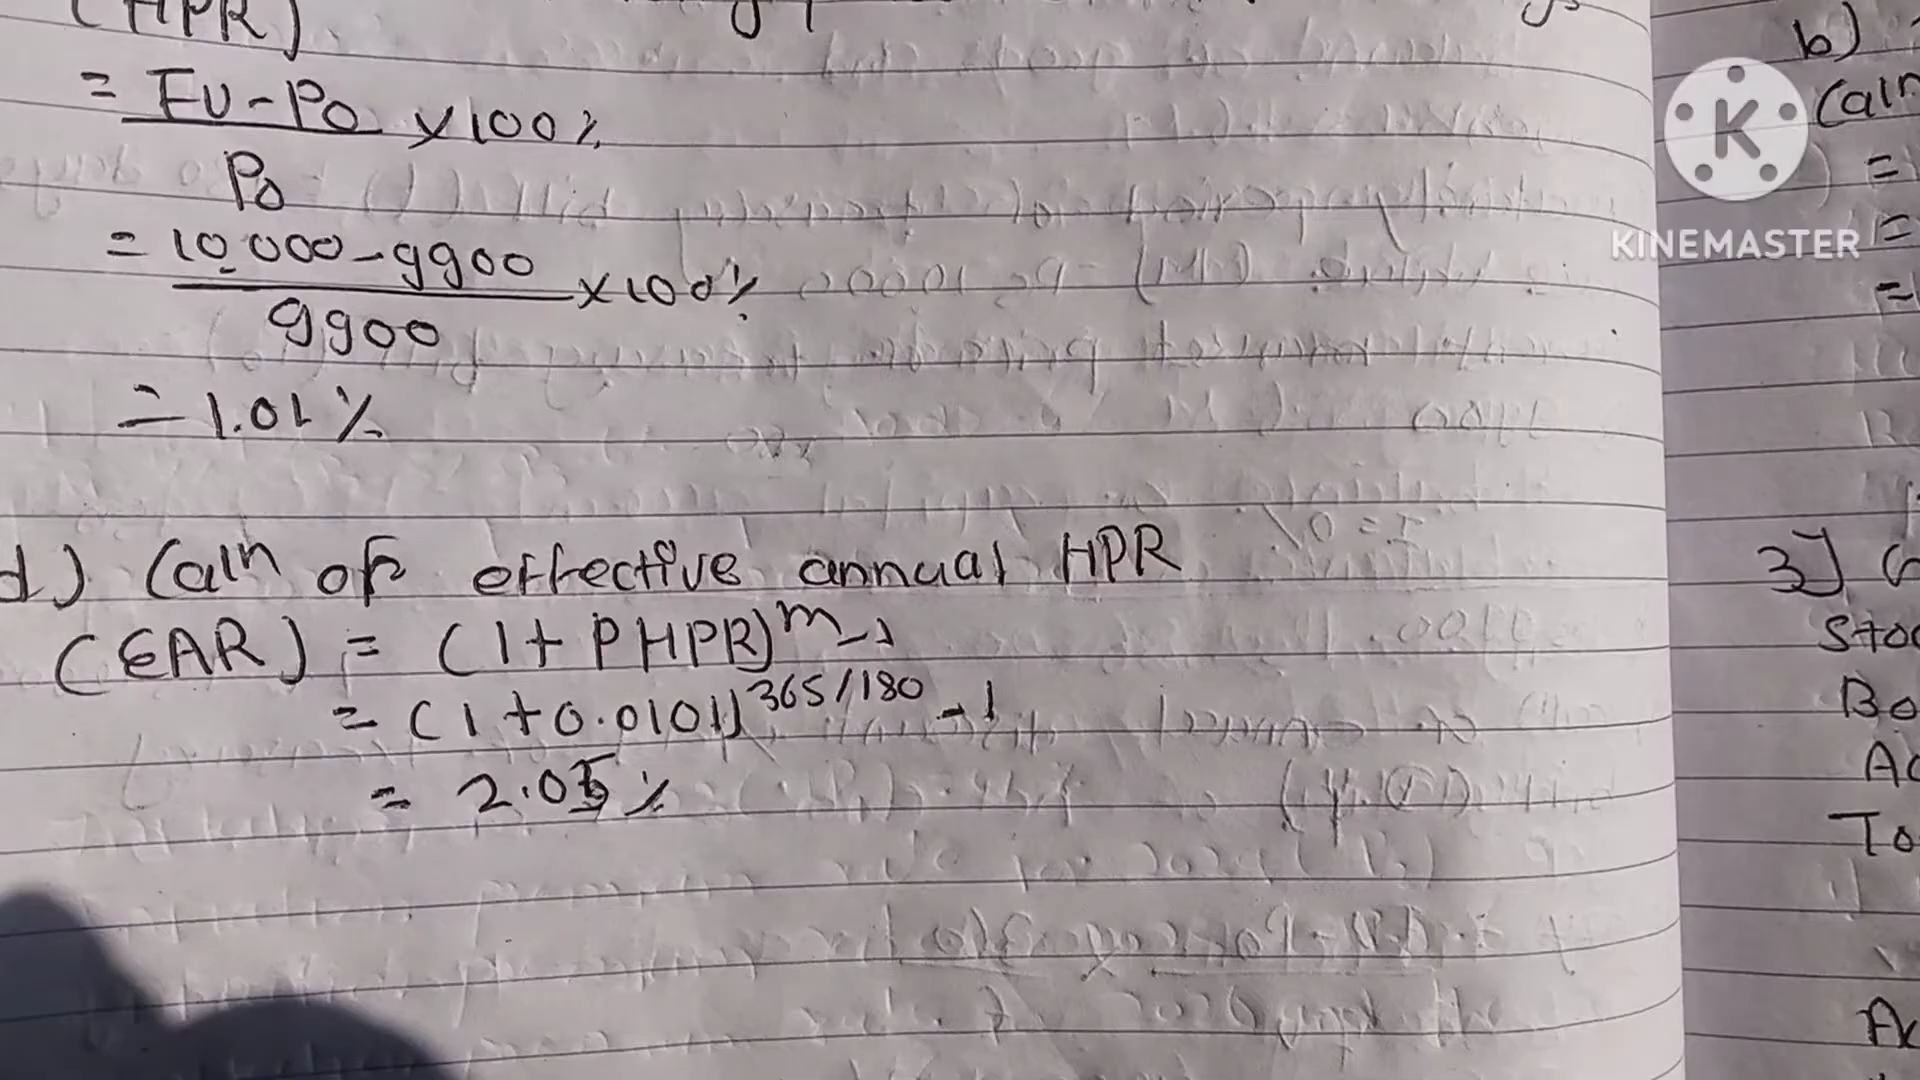 (HPR)
= FV-P0 x100%
P0
= 10,000-9900 x100%
9900
= 1.01%
d) Caln of effective annual HPR
(EAR) = (1+PHPR)^m-1
= (1+0.0101)^365/180 -1
= 2.05%
b)
Caln
=
=
=
3]
Sto
Bo
Ac
To
KINEMASTER